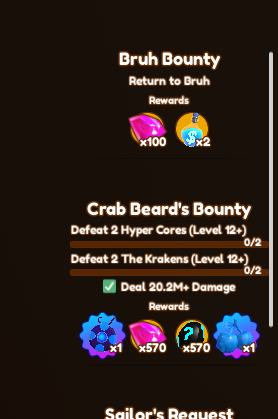 Bruh Bounty
Return to Bruh
Rewards
x100
x2
Crab Beard's Bounty
Defeat 2 Hyper Cores (Level 12+)
0/2
Defeat 2 The Krakens (Level 12+)
0/2
Deal 20.2M+ Damage
Rewards
x1
x570
?
x570
x1
Sailor's Request